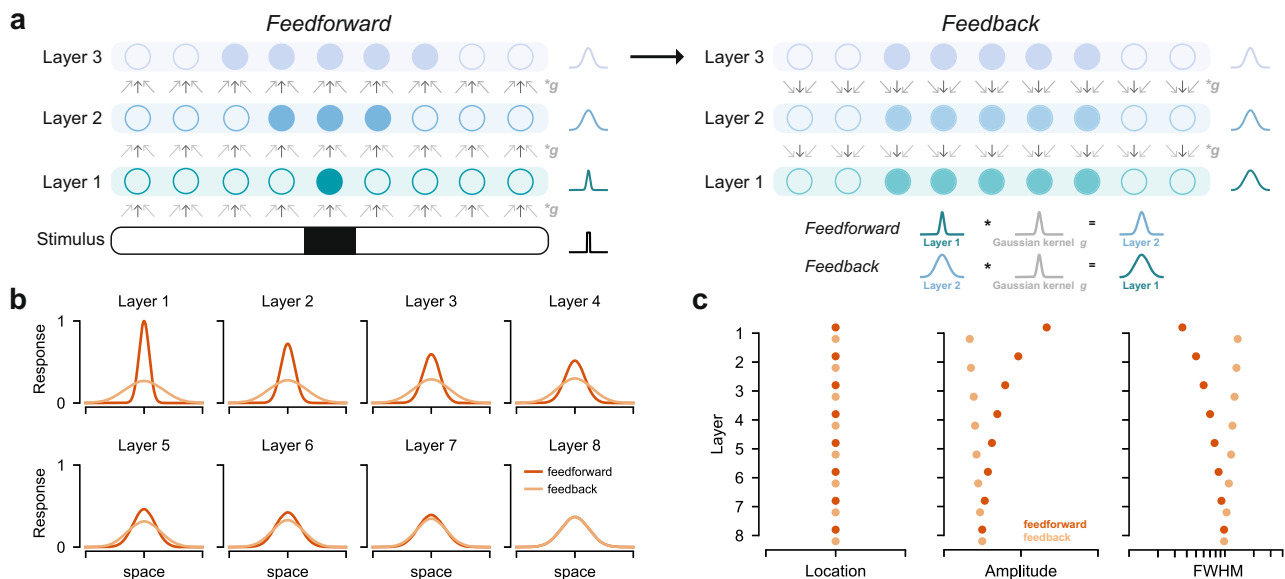 a
Feedforward
Feedback
Layer 3
*g
Layer 2
*g
Layer 1
*g
Stimulus
Layer 3
*g
Layer 2
*g
Layer 1
Feedforward * =
Layer 1 Gaussian kernel g Layer 2
Feedback * =
Layer 2 Gaussian kernel g Layer 1
b
Layer 1 Layer 2 Layer 3 Layer 4
1
Response
0
Layer 5 Layer 6 Layer 7 Layer 8
1
Response
0
feedforward
feedback
space space space space
c
1
2
3
4
5
6
7
8
Layer
feedforward
feedback
Location Amplitude FWHM